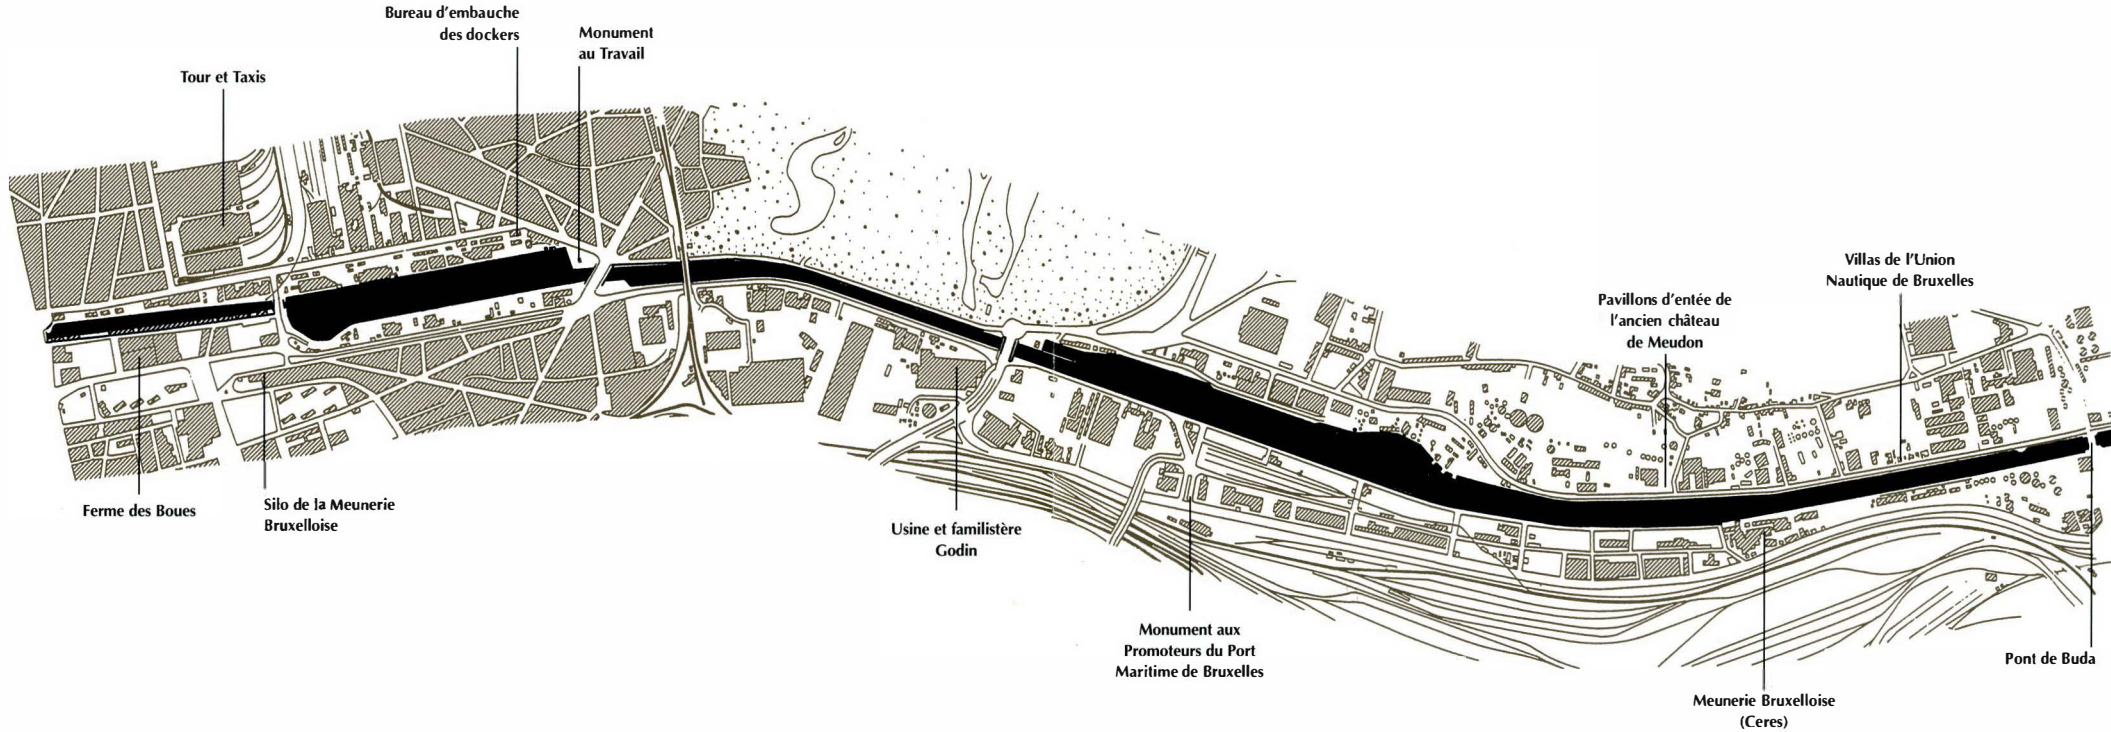 Bureau d'embauche
des dockers
Monument
au Travail
Tour et Taxis
Villas de l'Union
Nautique de Bruxelles
Pavillons d'entée de
l'ancien château
de Meudon
Ferme des Boues
Silo de la Meunerie
Bruxelloise
Usine et familistère
Godin
Monument aux
Promoteurs du Port
Maritime de Bruxelles
Pont de Buda
Meunerie Bruxelloise
(Ceres)